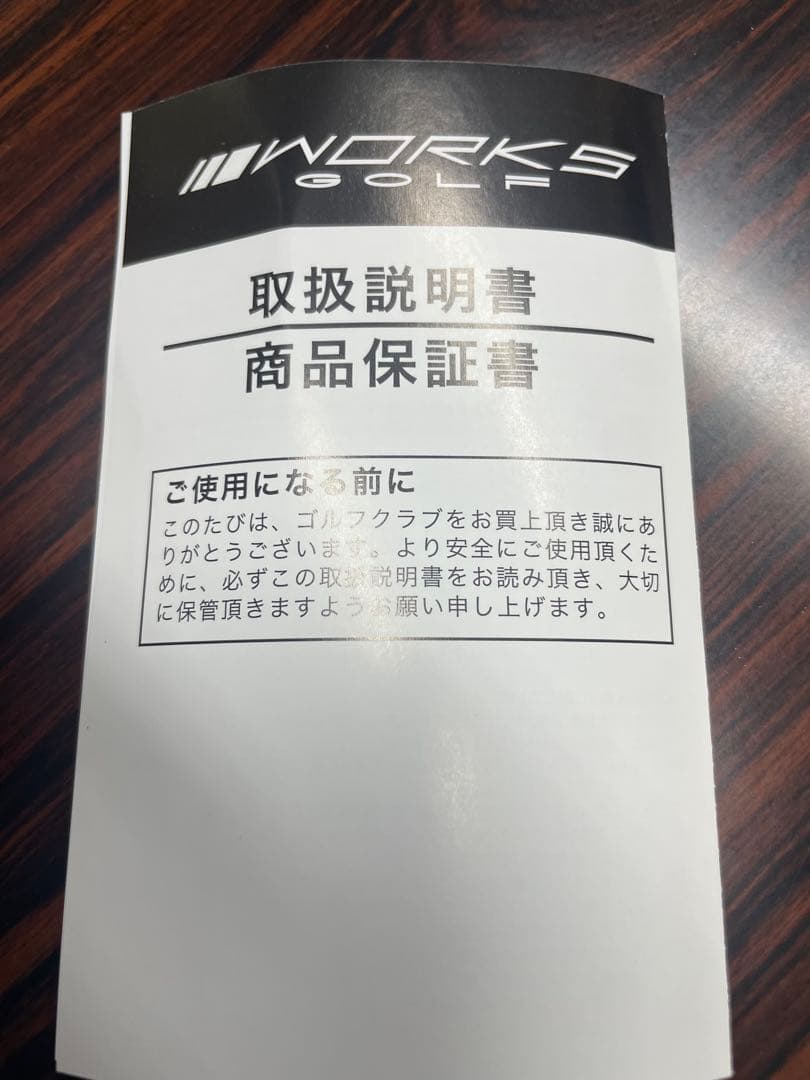 WORKS
GOLF
取扱説明書
商品保証書
ご使用になる前に
このたびは、ゴルフクラブをお買上頂き誠にあ
りがとうございます。より安全にご使用頂くた
めに、必ずこの取扱説明書をお読み頂き、大切
に保管頂きますようお願い申し上げます。